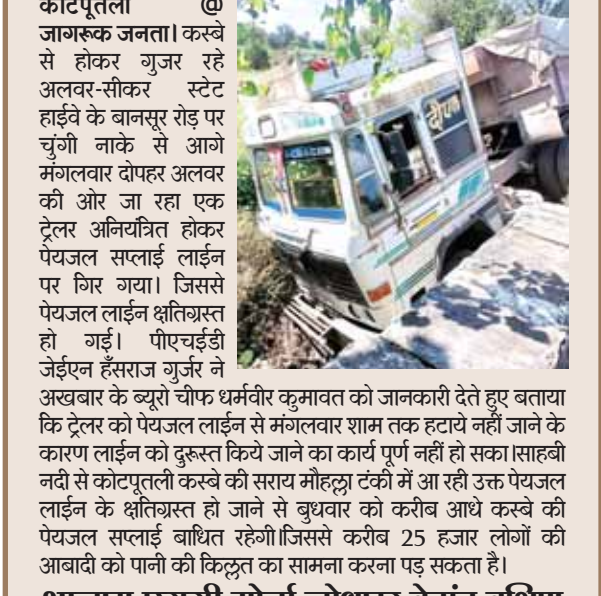 कोटपूतली @
जागरूक जनता। कस्बे
से होकर गुजर रहे
अलवर-सीकर स्टेट
हाईवे के बानसूर रोड़ पर
चुंगी नाके से आगे
मंगलवार दोपहर अलवर
की ओर जा रहा एक
ट्रेलर अनियंत्रित होकर
पेयजल सप्लाई लाईन
पर गिर गया। जिससे
पेयजल लाईन क्षतिग्रस्त
हो गई। पीएचईडी
जेईएन हँसराज गुर्जर ने
अखबार के ब्यूरो चीफ धर्मवीर कुमावत को जानकारी देते हुए बताया
कि ट्रेलर को पेयजल लाईन से मंगलवार शाम तक हटाये नहीं जाने के
कारण लाईन को दुरूस्त किये जाने का कार्य पूर्ण नहीं हो सका।साहबी
नदी से कोटपूतली कस्बे की सराय मौहल्ला टंकी में आ रही उक्त पेयजल
लाईन के क्षतिग्रस्त हो जाने से बुधवार को करीब आधे कस्बे की
पेयजल सप्लाई बाधित रहेगी।जिससे करीब 25 हजार लोगों की
आबादी को पानी की किल्लत का सामना करना पड़ सकता है।